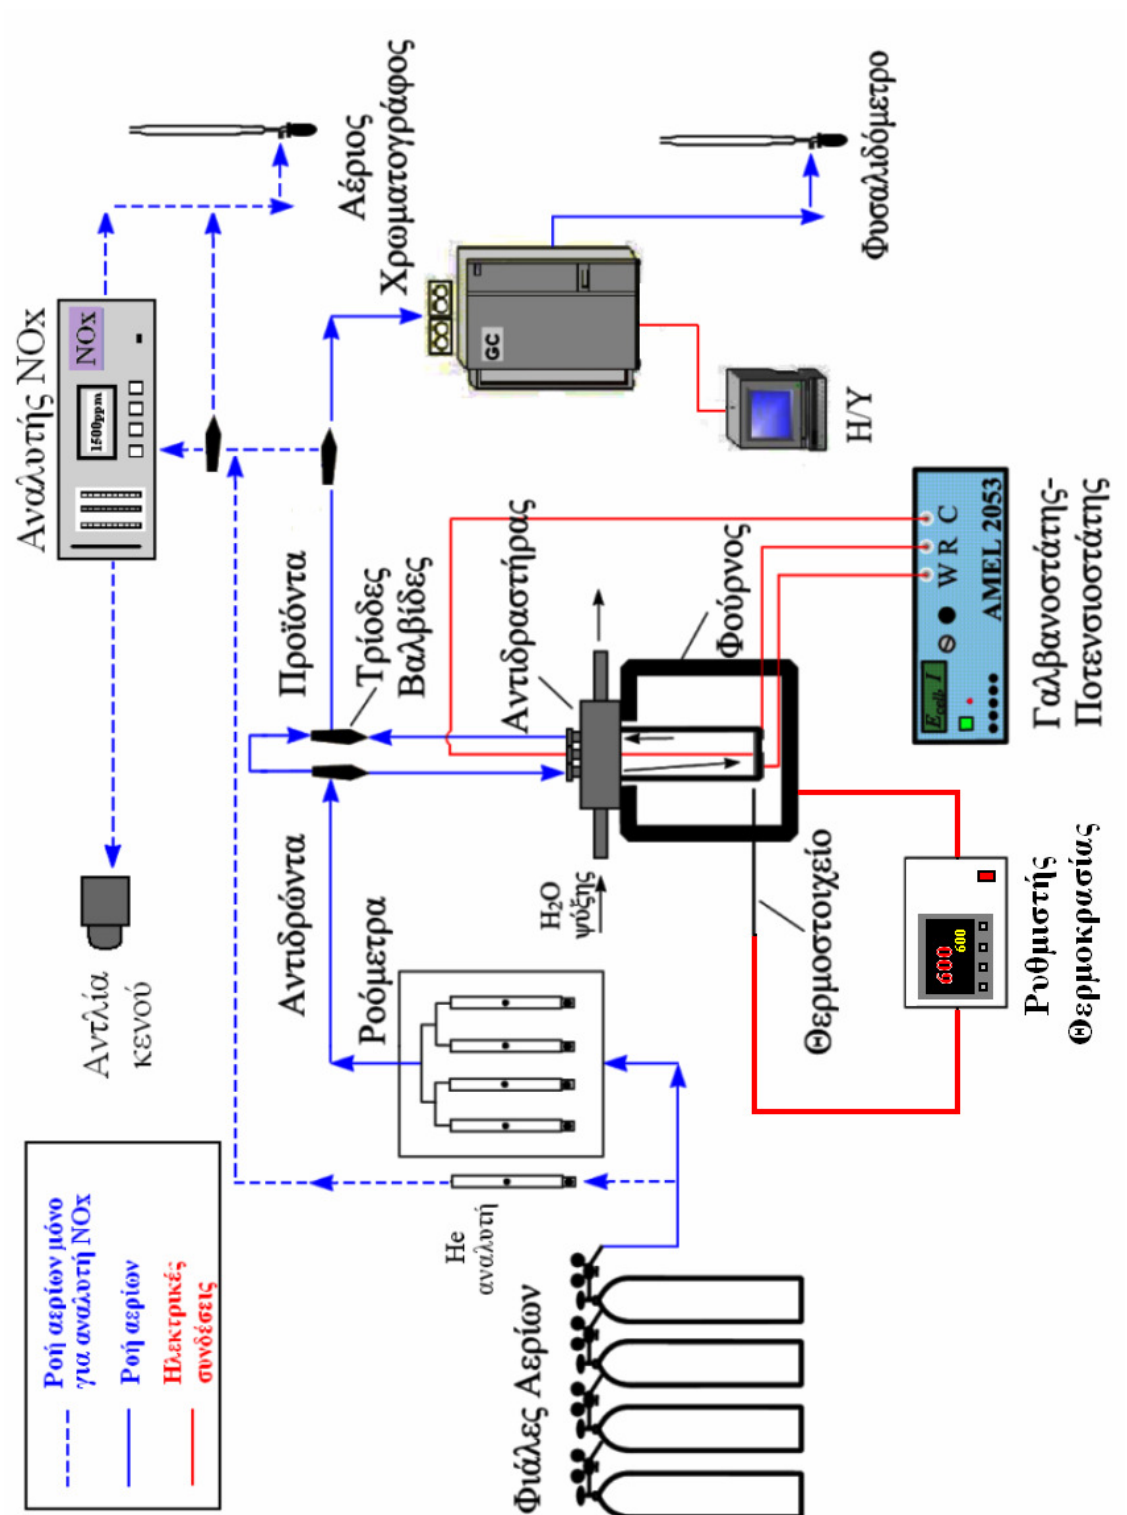 Ροή αερίων μόνο
για αναλυτή NOx
Ροή αερίων
Ηλεκτρικές
συνδέσεις
Αντλία
κενού
Αναλυτής NOx
NOx
1500ppm
Αέριος
Χρωματογράφος
GC
Φυσαλιδόμετρο
Η/Υ
Προϊόντα
Τρίοδες
Βαλβίδες
Αντιδραστήρας
Φούρνος
Γαλβανοστάτης-
Ποτενσιοστάτης
AMEL 2053
W R C
Ecell, I
Αντιδρώντα
Ροόμετρα
H2O
ψύξης
Θερμοστοιχείο
Ρυθμιστής
Θερμοκρασίας
600
600
He
αναλυτή
Φιάλες Αερίων